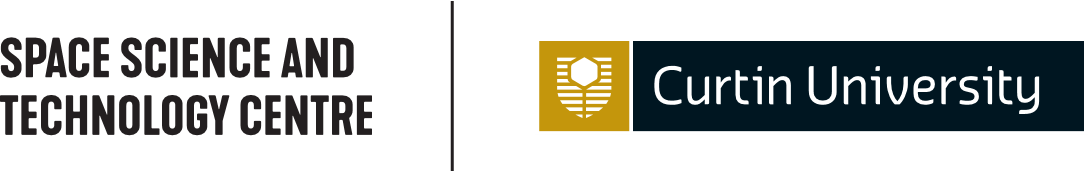 SPACE SCIENCE AND
TECHNOLOGY CENTRE
Curtin University